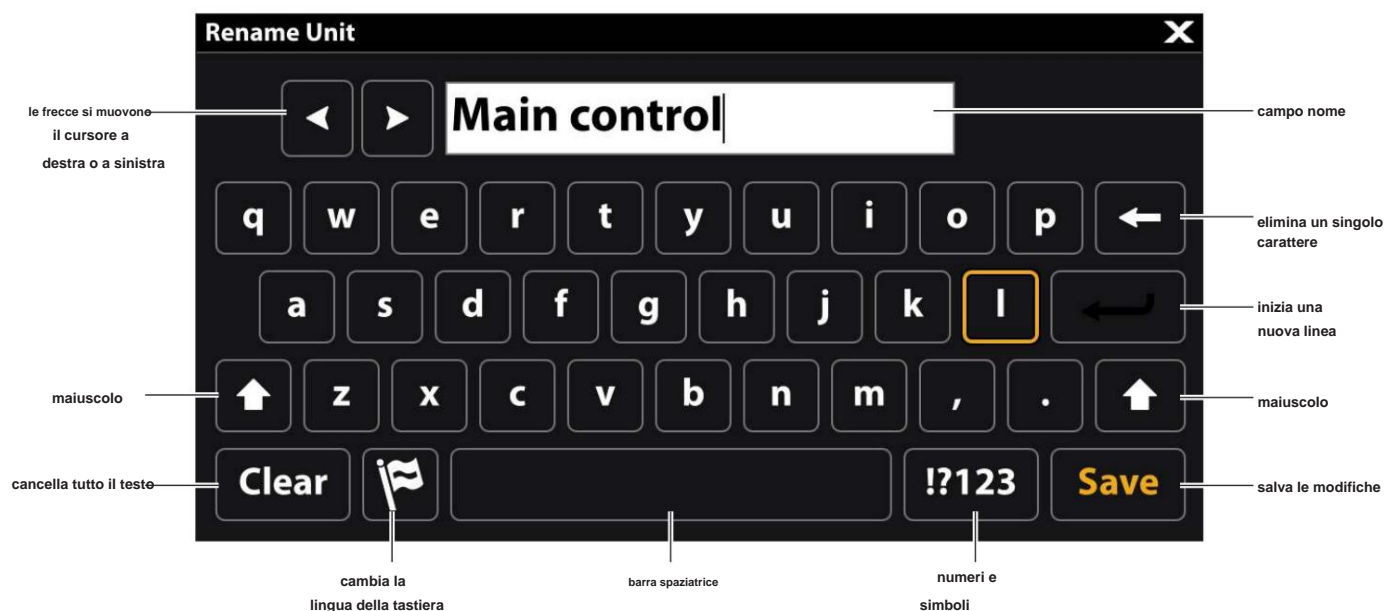 Rename Unit X
le frecce si muovono
il cursore a
destra o a sinistra
Main control
campo nome
q w e r t y u i o p
elimina un singolo
carattere
a s d f g h j k l
inizia una
nuova linea
maiuscolo
z x c v b n m , .
maiuscolo
cancella tutto il testo
Clear !?123 Save
salva le modifiche
cambia la
lingua della tastiera
barra spaziatrice
numeri e
simboli